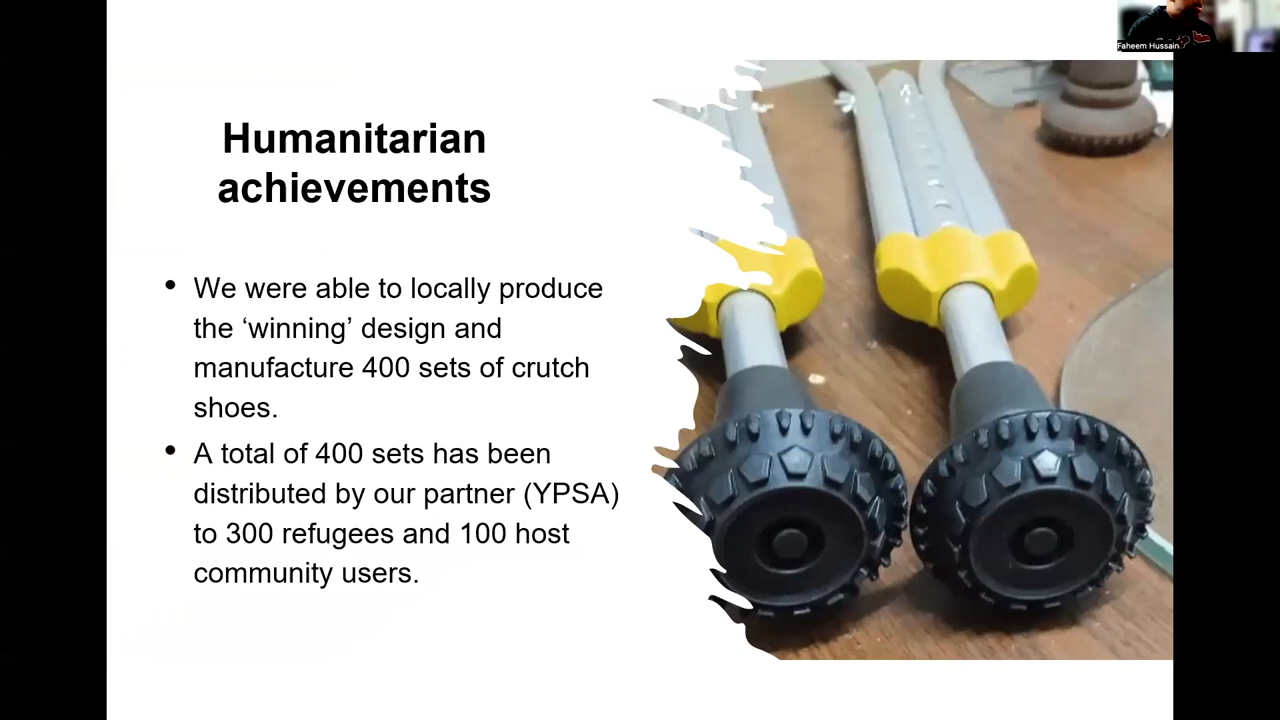 Faheem Hussain
Humanitarian
achievements
• We were able to locally produce
the ‘winning’ design and
manufacture 400 sets of crutch
shoes.
• A total of 400 sets has been
distributed by our partner (YPSA)
to 300 refugees and 100 host
community users.